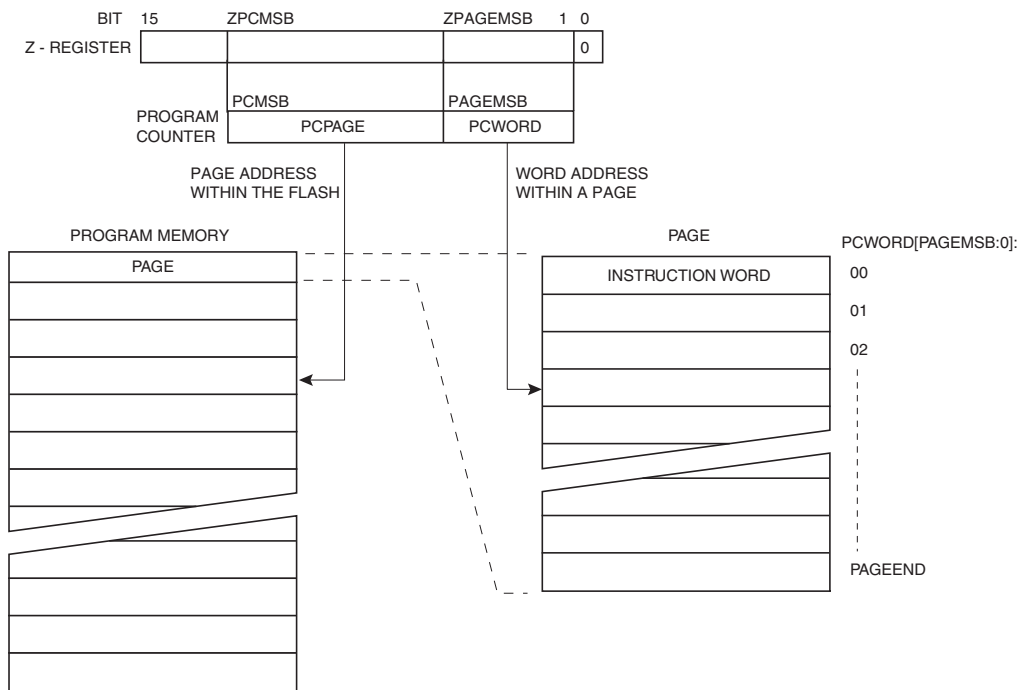 BIT 15 ZPCMSB ZPAGEMSB 1 0
Z - REGISTER 0
PCMSB PAGEMSB
PROGRAM
COUNTER
PCPAGE PCWORD
PAGE ADDRESS
WITHIN THE FLASH
WORD ADDRESS
WITHIN A PAGE
PROGRAM MEMORY
PAGE
PAGE
PCWORD[PAGEMSB:0]:
INSTRUCTION WORD
00
01
02
PAGEEND